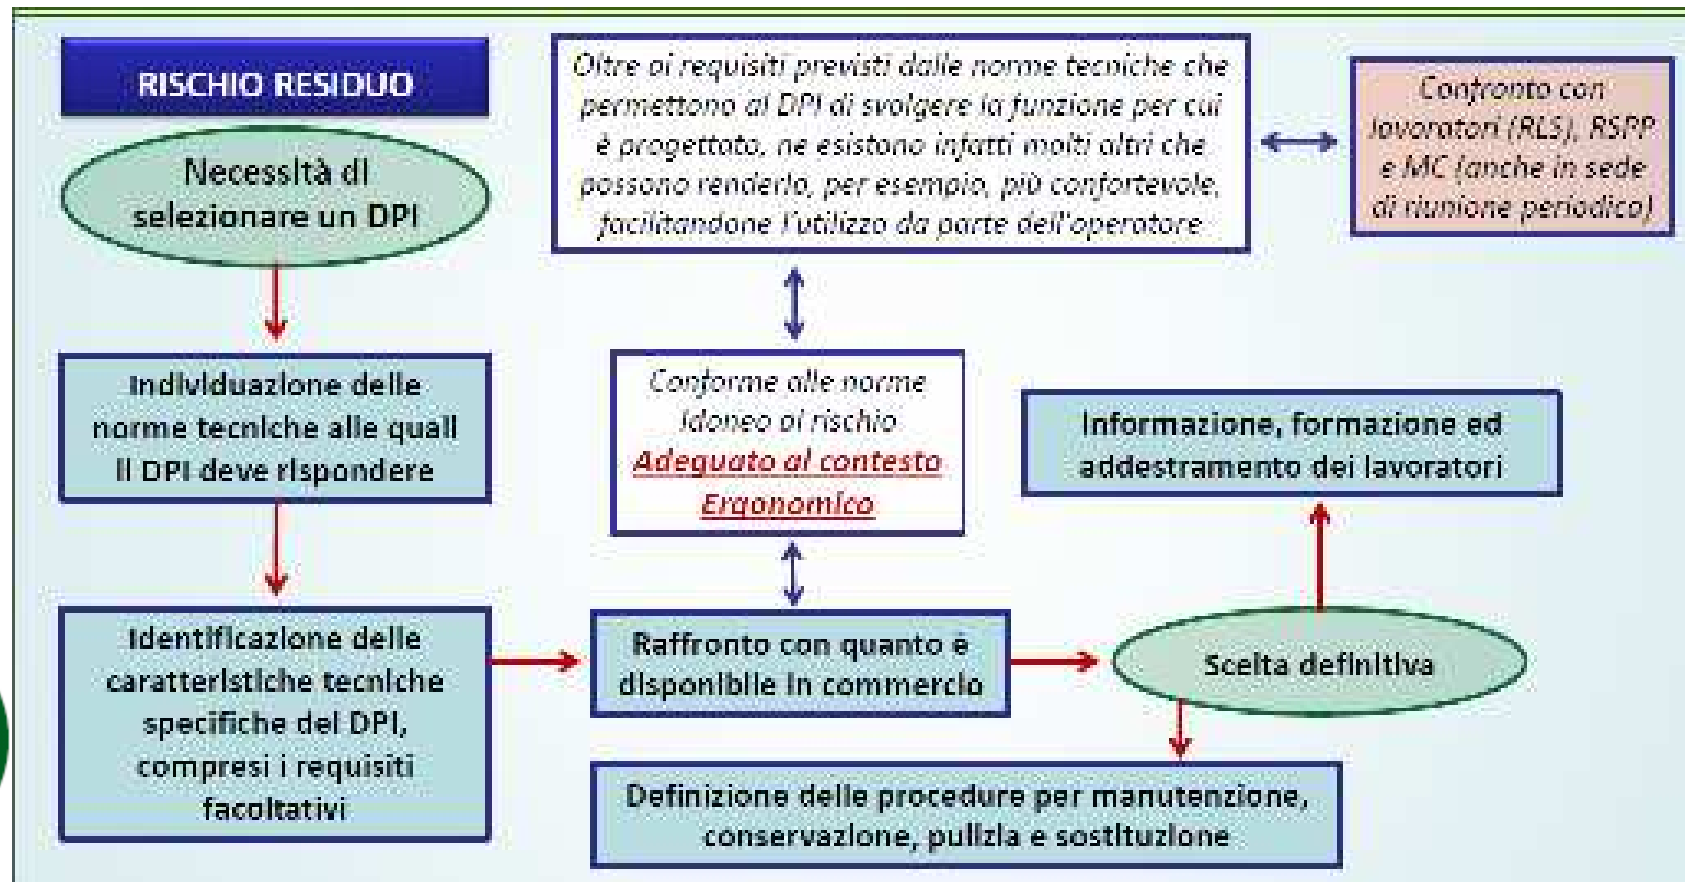 RISCHIO RESIDUO
Necessità di
selezionare un DPI
Individuazione delle
norme tecniche alle quali
il DPI deve rispondere
Identificazione delle
caratteristiche tecniche
specifiche del DPI,
compresi i requisiti
facoltativi
Oltre ai requisiti previsti dalle norme tecniche che
permettono al DPI di svolgere la funzione per cui
è progettato, ne esistono infatti molti altri che
possono renderlo, per esempio, più confortevole,
facilitandone l'utilizzo da parte dell'operatore
Confronto con
lavoratori (RLS), RSPP
e MC (anche in sede
di riunione periodica)
Conforme alle norme
Idoneo al rischio
Adeguato al contesto
Ergonomico
Raffronto con quanto è
disponibile in commercio
Scelta definitiva
Informazione, formazione ed
addestramento dei lavoratori
Definizione delle procedure per manutenzione,
conservazione, pulizia e sostituzione